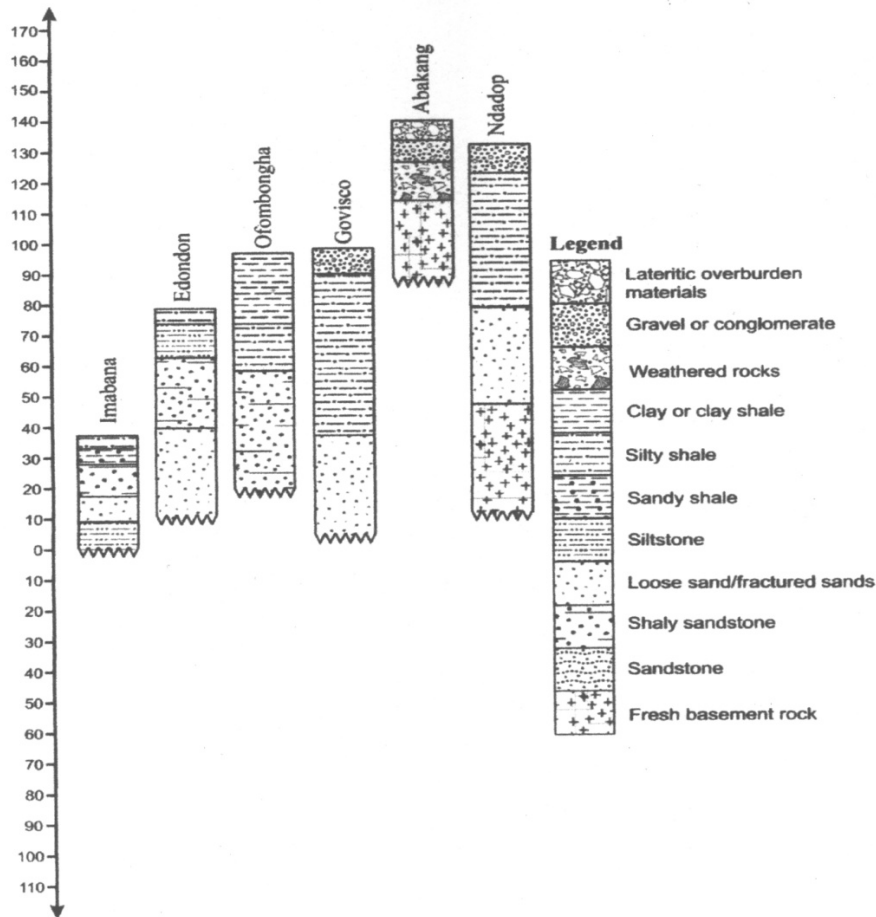 170
160
150
140
130
120
110
100
90
80
70
60
50
40
30
20
10
0
10
20
30
40
50
60
70
80
90
100
110
Imabana
Edondon
Ofombongha
Govisco
Abakang
Ndadop
Legend
Lateritic overburden
materials
Gravel or conglomerate
Weathered rocks
Clay or clay shale
Silty shale
Sandy shale
Siltstone
Loose sand/fractured sands
Shaly sandstone
Sandstone
Fresh basement rock